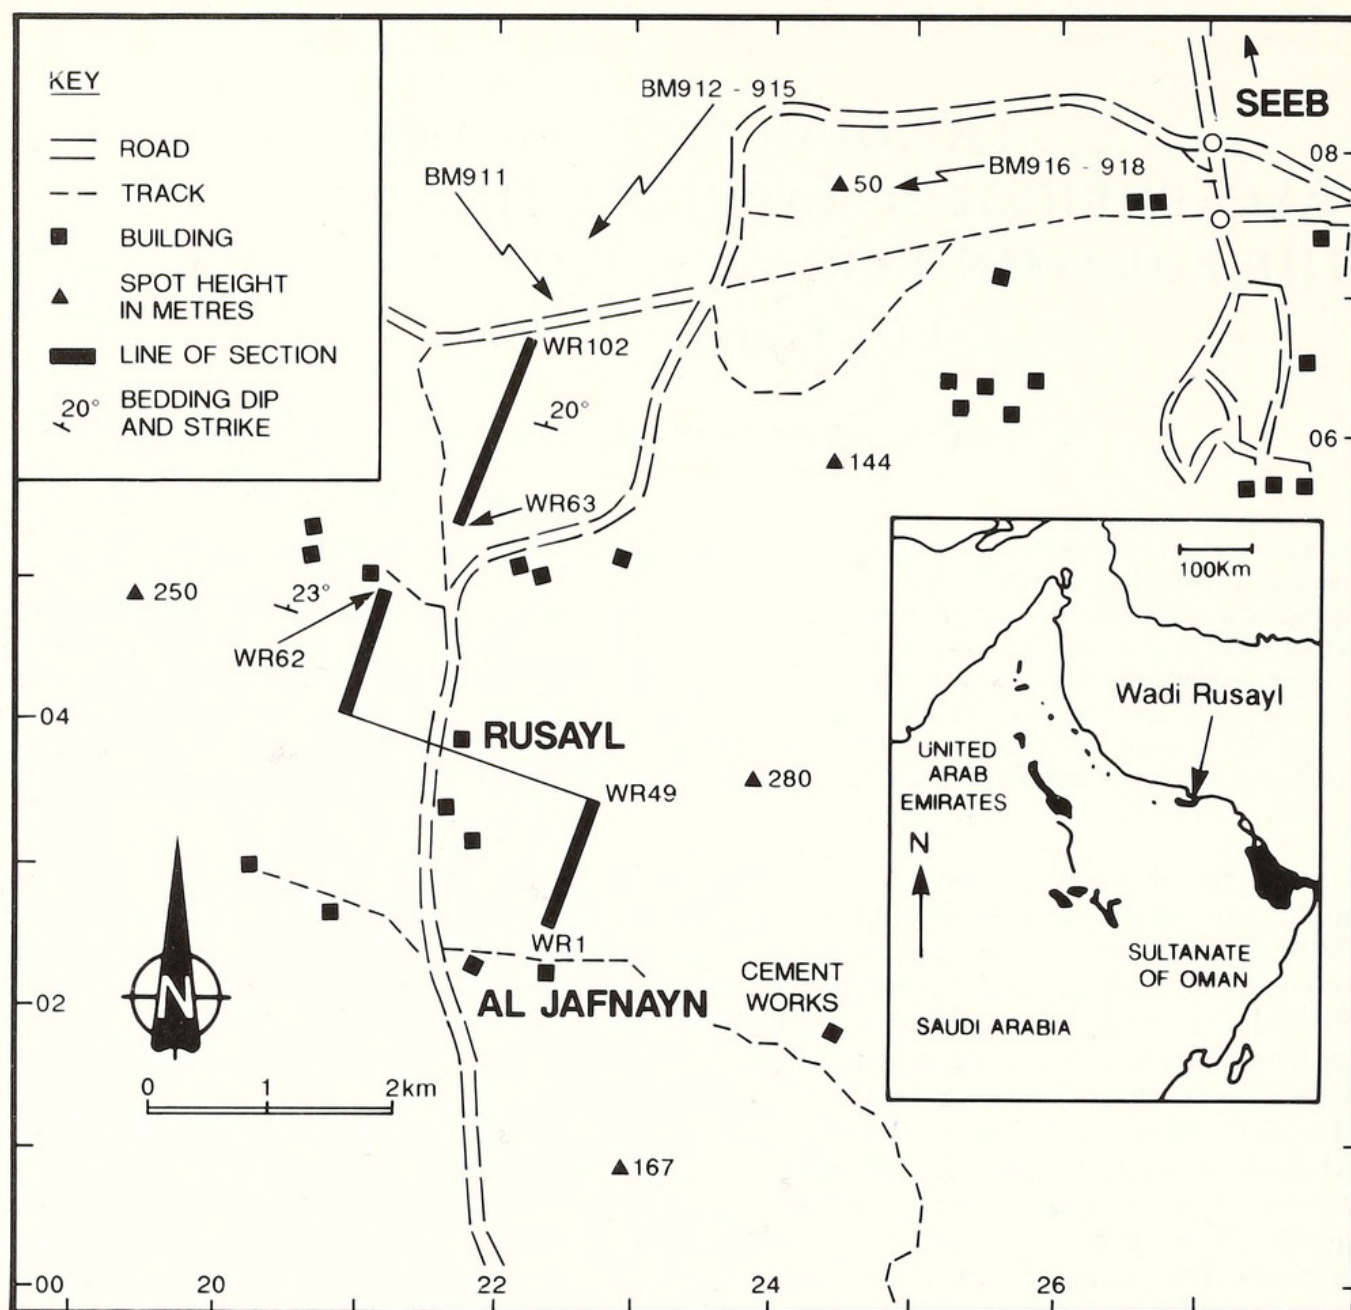 KEY
ROAD
TRACK
BUILDING
SPOT HEIGHT
IN METRES
LINE OF SECTION
20°
BEDDING DIP
AND STRIKE
BM912 - 915
BM911
BM916 - 918
SEEB
08
50
WR102
20°
06
144
WR63
250
23°
WR62
04
RUSAYL
280
WR49
WR1
AL JAFNAYN
CEMENT
WORKS
02
N
0 1 2km
167
00
20 22 24 26
100Km
Wadi Rusayl
UNITED
ARAB
EMIRATES
N
SULTANATE
OF OMAN
SAUDI ARABIA